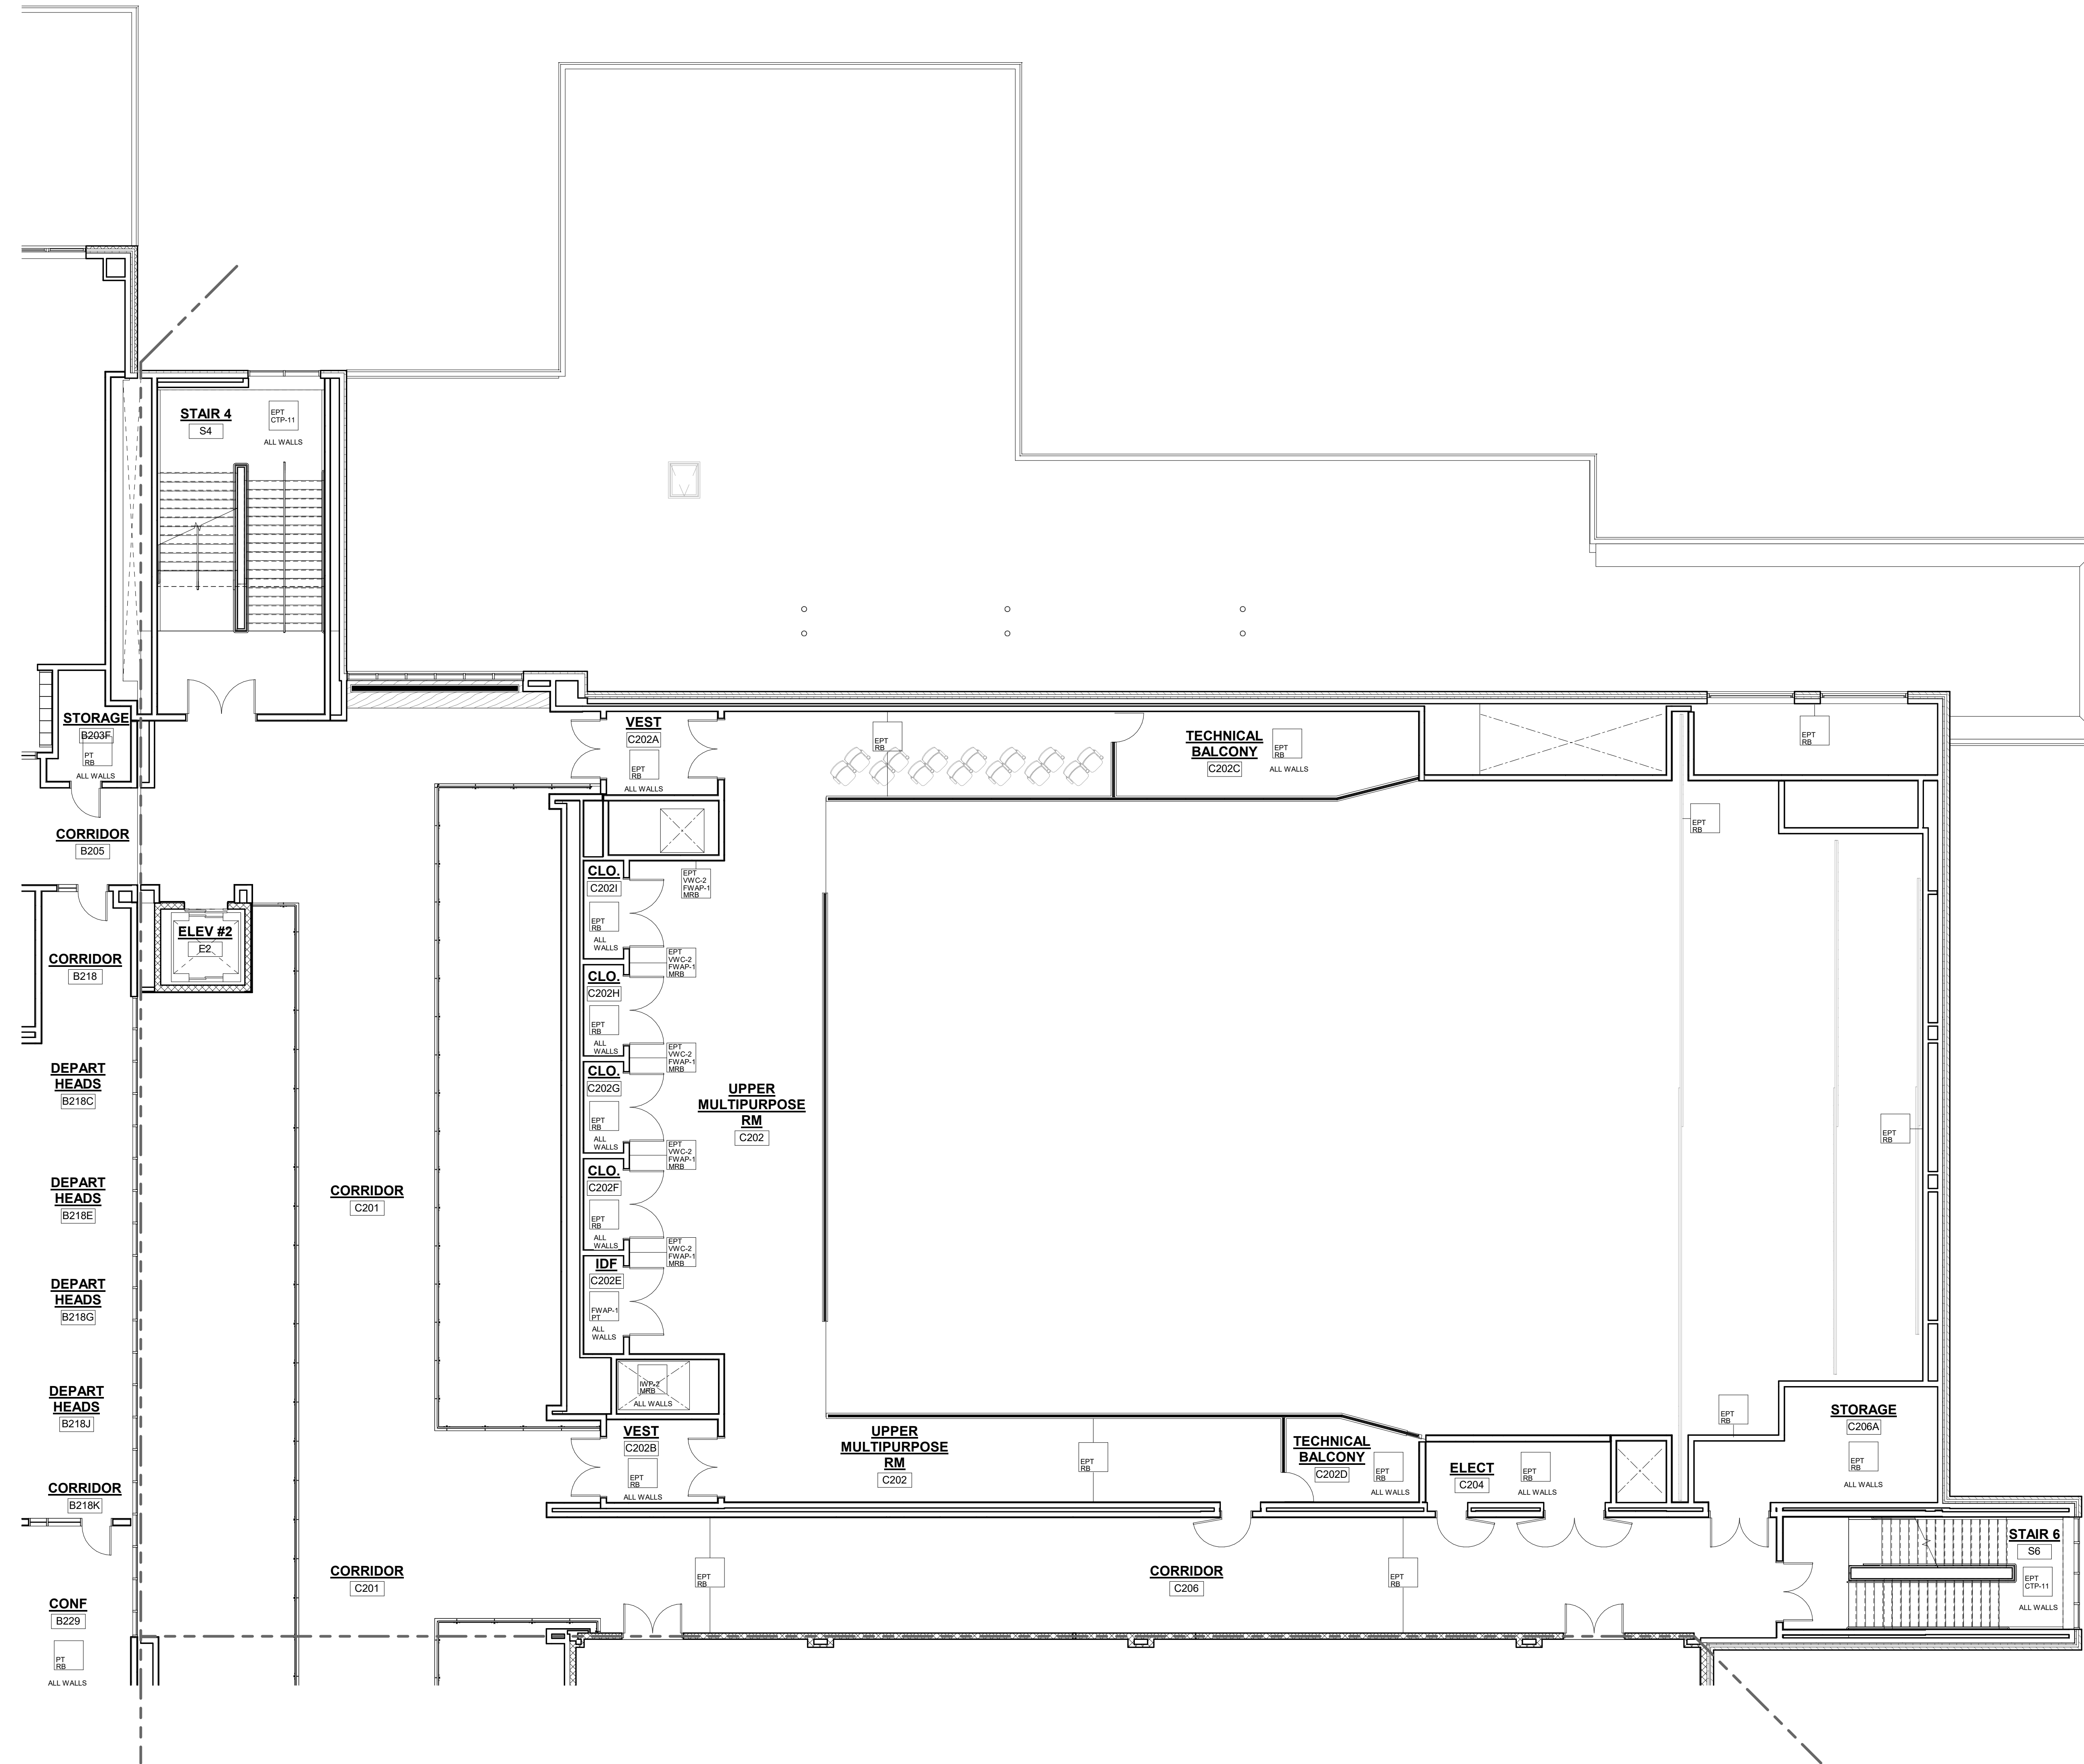 STAIR 4
S4
EPT
CTP-11
ALL WALLS
STORAGE
B203F
PT
RB
ALL WALLS
CORRIDOR
B205
ELEV #2
E2
CORRIDOR
B218
DEPART
HEADS
B218C
DEPART
HEADS
B218E
DEPART
HEADS
B218G
DEPART
HEADS
B218J
CORRIDOR
B218K
CONF
B229
PT
RB
ALL WALLS
CORRIDOR
C201
CORRIDOR
C201
VEST
C202A
EPT
RB
ALL WALLS
EPT
RB
TECHNICAL
BALCONY
C202C
EPT
RB
ALL WALLS
EPT
RB
EPT
RB
CLO.
C202I
EPT
RB
ALL
WALLS
EPT
VWC-2
FWAP-1
MRB
EPT
VWC-2
FWAP-1
MRB
CLO.
C202H
EPT
RB
ALL
WALLS
EPT
VWC-2
FWAP-1
MRB
CLO.
C202G
EPT
RB
ALL
WALLS
EPT
VWC-2
FWAP-1
MRB
CLO.
C202F
EPT
RB
ALL
WALLS
EPT
VWC-2
FWAP-1
MRB
IDF
C202E
FWAP-1
PT
ALL
WALLS
UPPER
MULTIPURPOSE
RM
C202
EPT
RB
IWP-2
MRB
ALL WALLS
VEST
C202B
EPT
RB
ALL WALLS
UPPER
MULTIPURPOSE
RM
C202
EPT
RB
TECHNICAL
BALCONY
C202D
EPT
RB
ALL WALLS
ELECT
C204
EPT
RB
ALL WALLS
EPT
RB
STORAGE
C206A
EPT
RB
ALL WALLS
EPT
RB
CORRIDOR
C206
EPT
RB
STAIR 6
S6
EPT
CTP-11
ALL WALLS